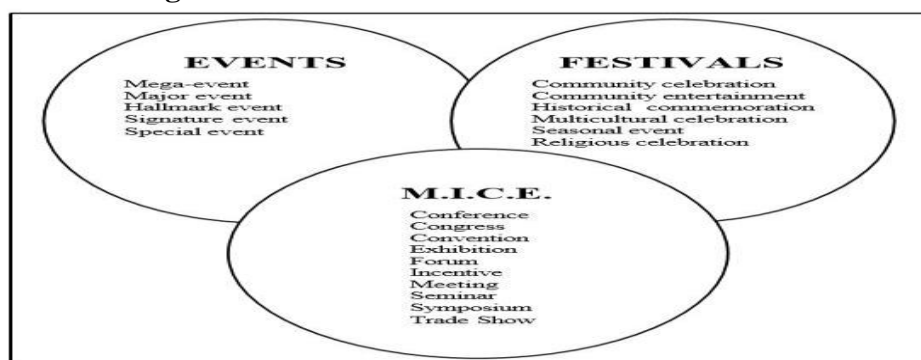 EVENTS
Mega-event
Major event
Hallmark event
Signature event
Special event
FESTIVALS
Community celebration
Community entertainment
Historical commemoration
Multicultural celebration
Seasonal event
Religious celebration
M.I.C.E.
Conference
Congress
Convention
Exhibition
Forum
Incentive
Meeting
Seminar
Symposium
Trade Show